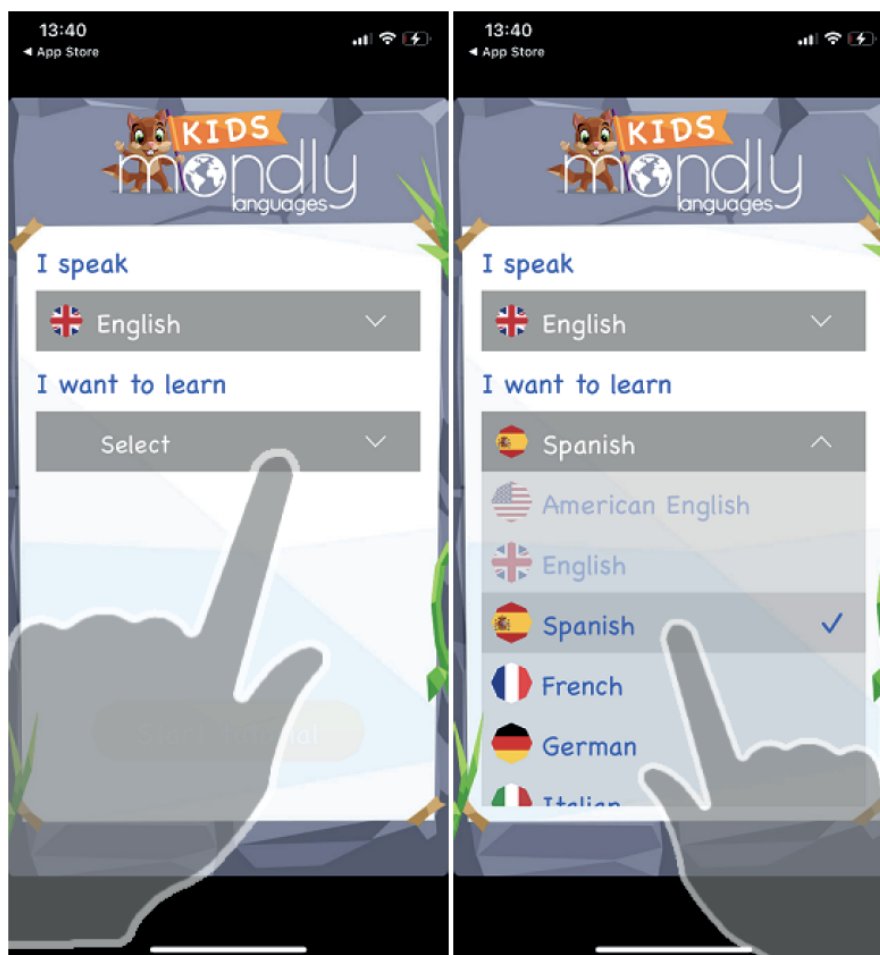 13:40
App Store
KIDS
mondly
languages
I speak
English
I want to learn
Select
13:40
App Store
KIDS
mondly
languages
I speak
English
I want to learn
Spanish
American English
English
Spanish
French
German
Italian